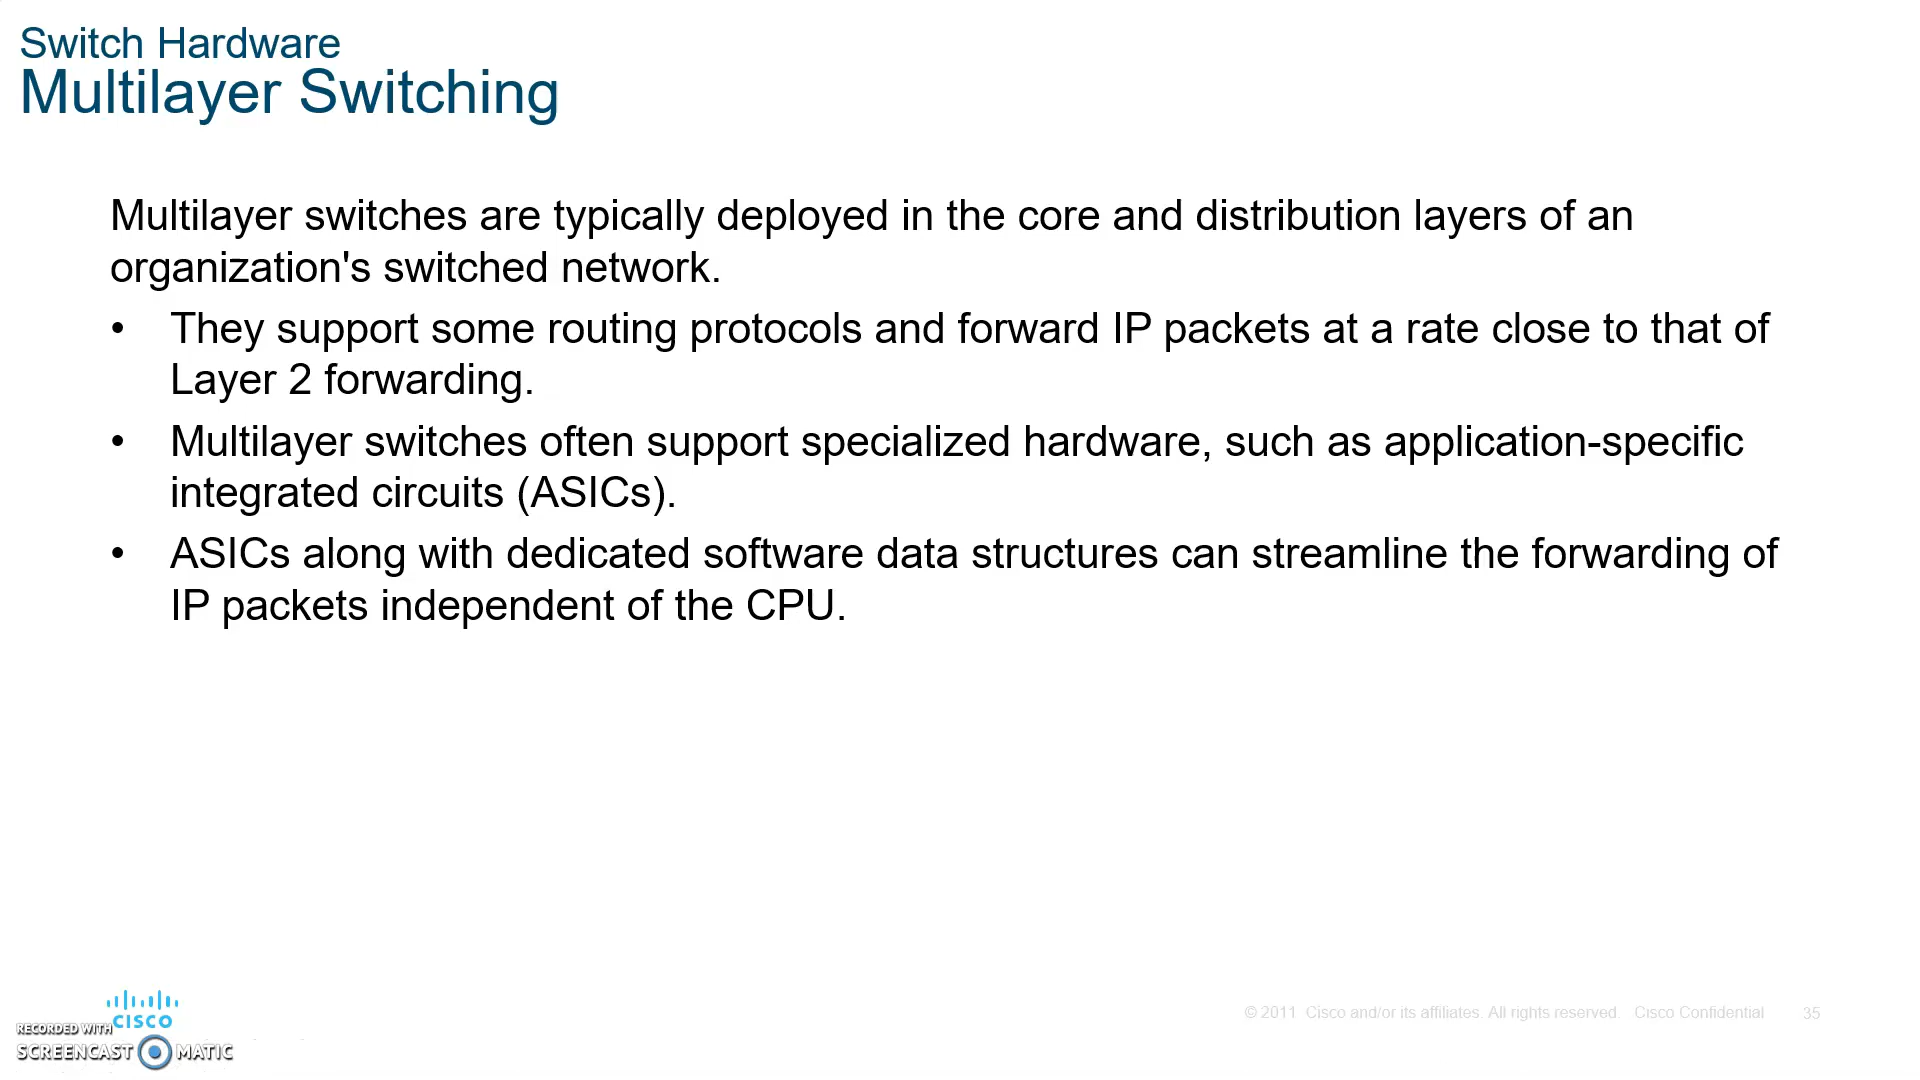 Switch Hardware
Multilayer Switching
Multilayer switches are typically deployed in the core and distribution layers of an
organization's switched network.
• They support some routing protocols and forward IP packets at a rate close to that of
Layer 2 forwarding.
• Multilayer switches often support specialized hardware, such as application-specific
integrated circuits (ASICs).
• ASICs along with dedicated software data structures can streamline the forwarding of
IP packets independent of the CPU.
CISCO
RECORDED WITH
SCREENCAST MATIC
© 2011 Cisco and/or its affiliates. All rights reserved. Cisco Confidential 35